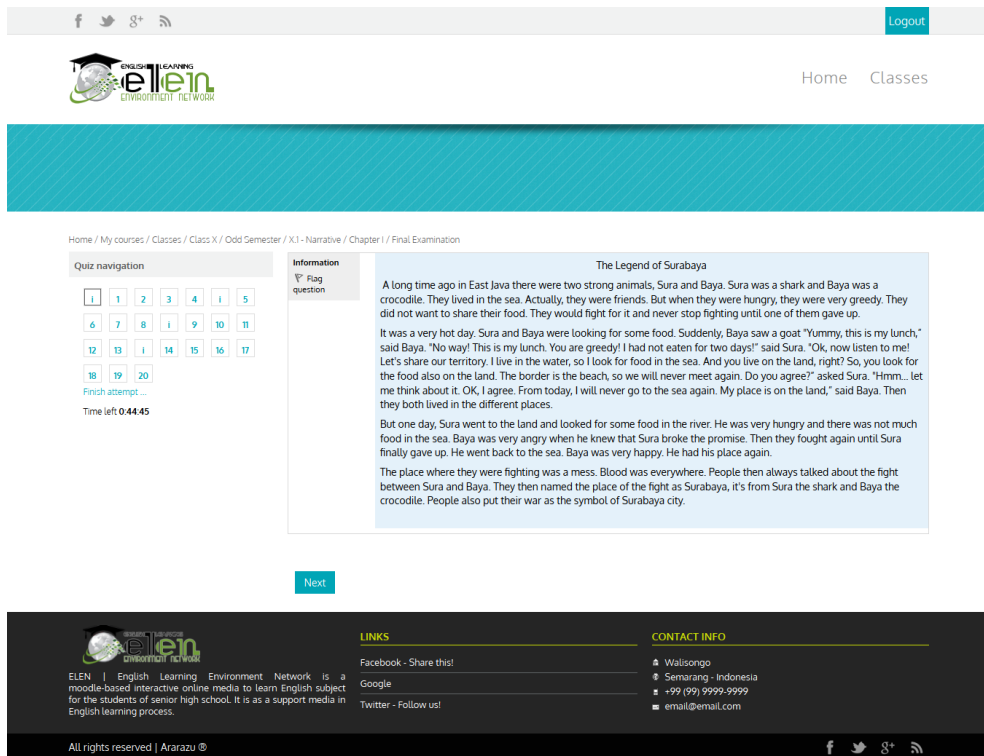 Logout
ENGLISH LEARNING
ellein
ENVIRONMENT NETWORK
Home Classes
Home / My courses / Classes / Class X / Odd Semester / X.1 - Narrative / Chapter I / Final Examination
Quiz navigation
i 1 2 3 4 i 5
6 7 8 i 9 10 11
12 13 i 14 15 16 17
18 19 20
Finish attempt ...
Time left 0:44:45
Information
Flag
question
The Legend of Surabaya
A long time ago in East Java there were two strong animals, Sura and Baya. Sura was a shark and Baya was a
crocodile. They lived in the sea. Actually, they were friends. But when they were hungry, they were very greedy. They
did not want to share their food. They would fight for it and never stop fighting until one of them gave up.
It was a very hot day. Sura and Baya were looking for some food. Suddenly, Baya saw a goat "Yummy, this is my lunch,"
said Baya. "No way! This is my lunch. You are greedy! I had not eaten for two days!" said Sura. "Ok, now listen to me!
Let's share our territory. I live in the water, so I look for food in the sea. And you live on the land, right? So, you look for
the food also on the land. The border is the beach, so we will never meet again. Do you agree?" asked Sura. "Hmm... let
me think about it. OK, I agree. From today, I will never go to the sea again. My place is on the land," said Baya. Then
they both lived in the different places.
But one day, Sura went to the land and looked for some food in the river. He was very hungry and there was not much
food in the sea. Baya was very angry when he knew that Sura broke the promise. Then they fought again until Sura
finally gave up. He went back to the sea. Baya was very happy. He had his place again.
The place where they were fighting was a mess. Blood was everywhere. People then always talked about the fight
between Sura and Baya. They then named the place of the fight as Surabaya, it's from Sura the shark and Baya the
crocodile. People also put their war as the symbol of Surabaya city.
Next
ellein
ENVIRONMENT NETWORK
ELEN | English Learning Environment Network is a
moodle-based interactive online media to learn English subject
for the students of senior high school. It is as a support media in
English learning process.
LINKS
Facebook - Share this!
Google
Twitter - Follow us!
CONTACT INFO
Walisongo
Semarang - Indonesia
+99 (99) 9999-9999
email@email.com
All rights reserved | Ararazu ®